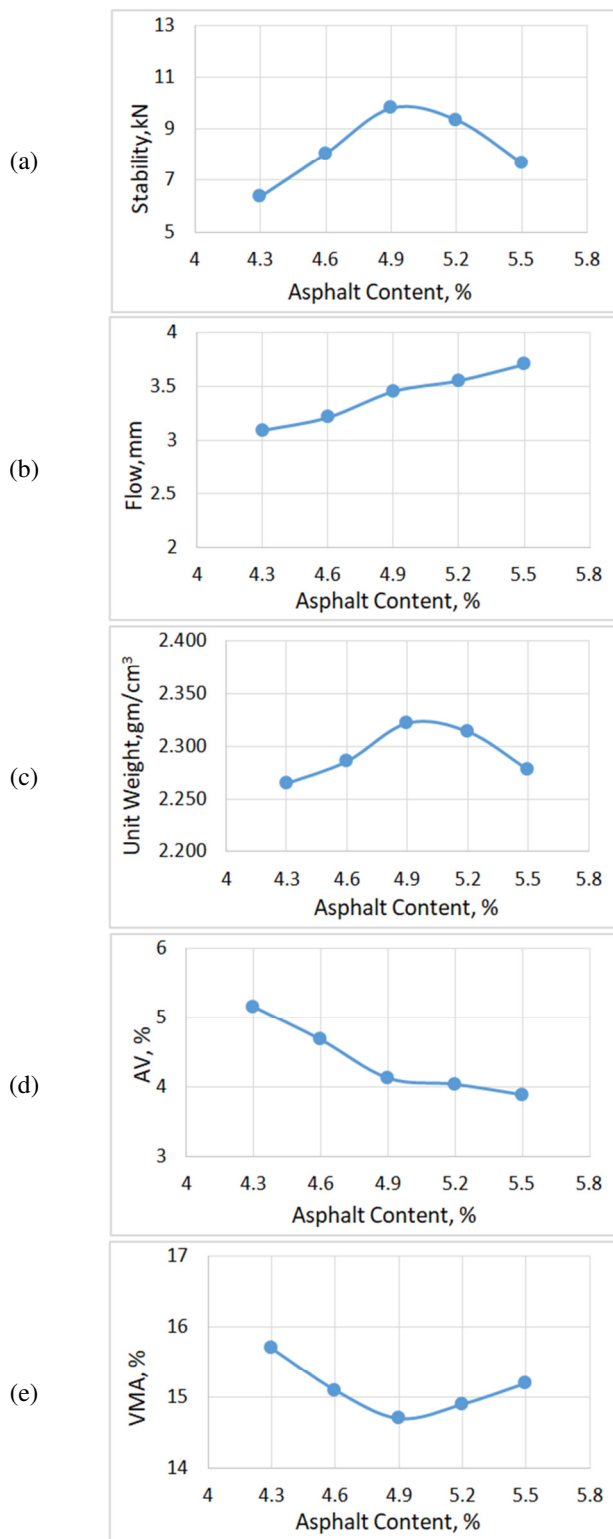 (a)
Stability,kN
13
11
9
7
5
4 4.3 4.6 4.9 5.2 5.5 5.8
Asphalt Content, %
(b)
Flow,mm
4
3.5
3
2.5
2
4 4.3 4.6 4.9 5.2 5.5 5.8
Asphalt Content, %
(c)
Unit Weight,gm/cm³
2.400
2.350
2.300
2.250
2.200
4 4.3 4.6 4.9 5.2 5.5 5.8
Asphalt Content, %
(d)
AV, %
6
5
4
3
4 4.3 4.6 4.9 5.2 5.5 5.8
Asphalt Content, %
(e)
VMA, %
17
16
15
14
4 4.3 4.6 4.9 5.2 5.5 5.8
Asphalt Content, %